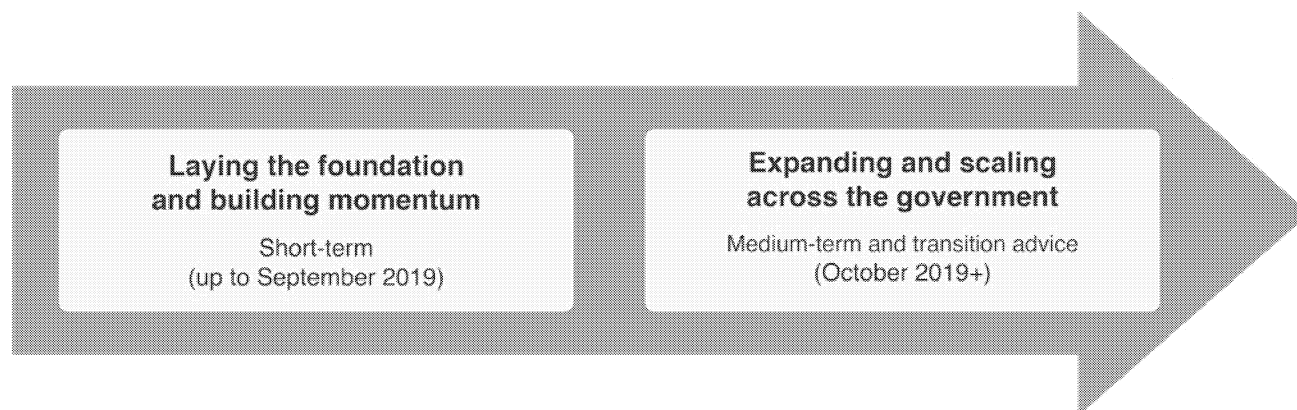 Laying the foundation
and building momentum
Short-term
(up to September 2019)
Expanding and scaling
across the government
Medium-term and transition advice
(October 2019+)